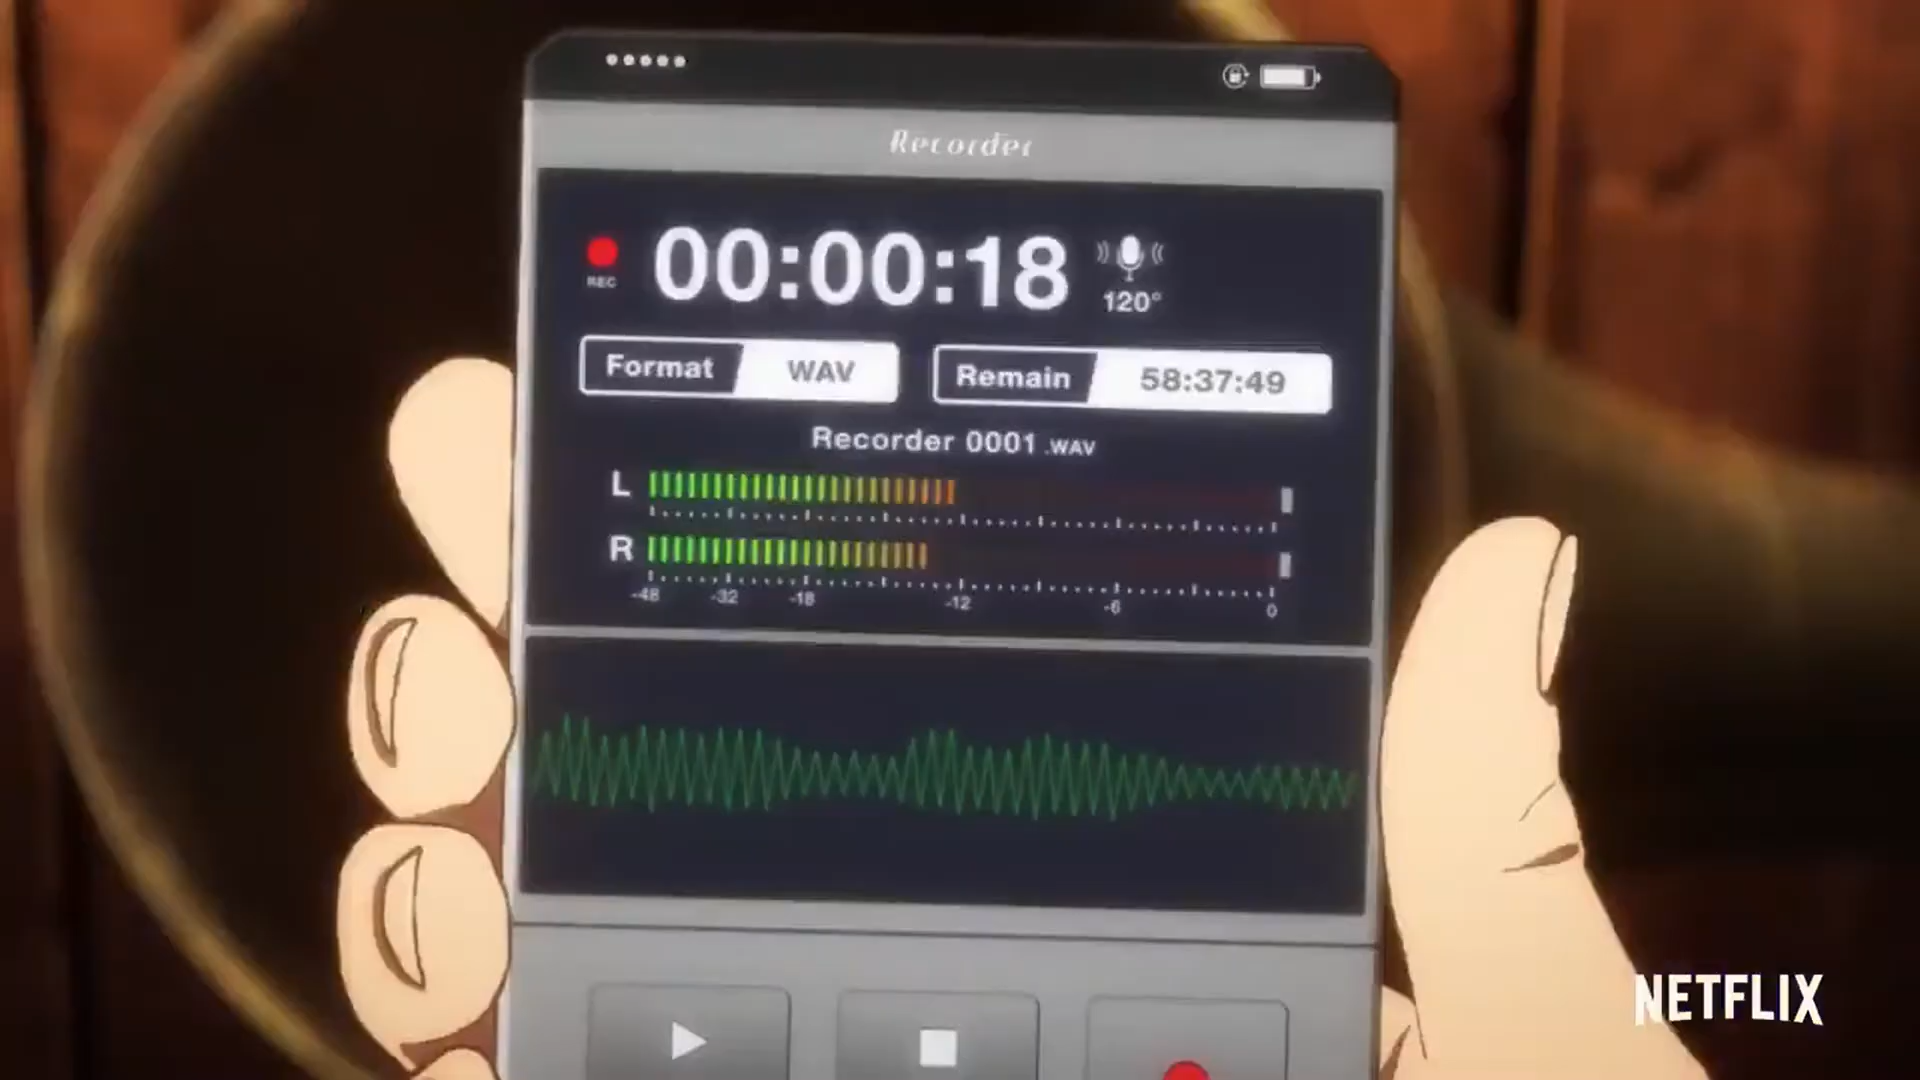 Recorder
REC
00:00:18
120°
Format WAV
Remain 58:37:49
Recorder 0001.WAV
L
R
-48 -32 -18 -12 -6 0
NETFLIX